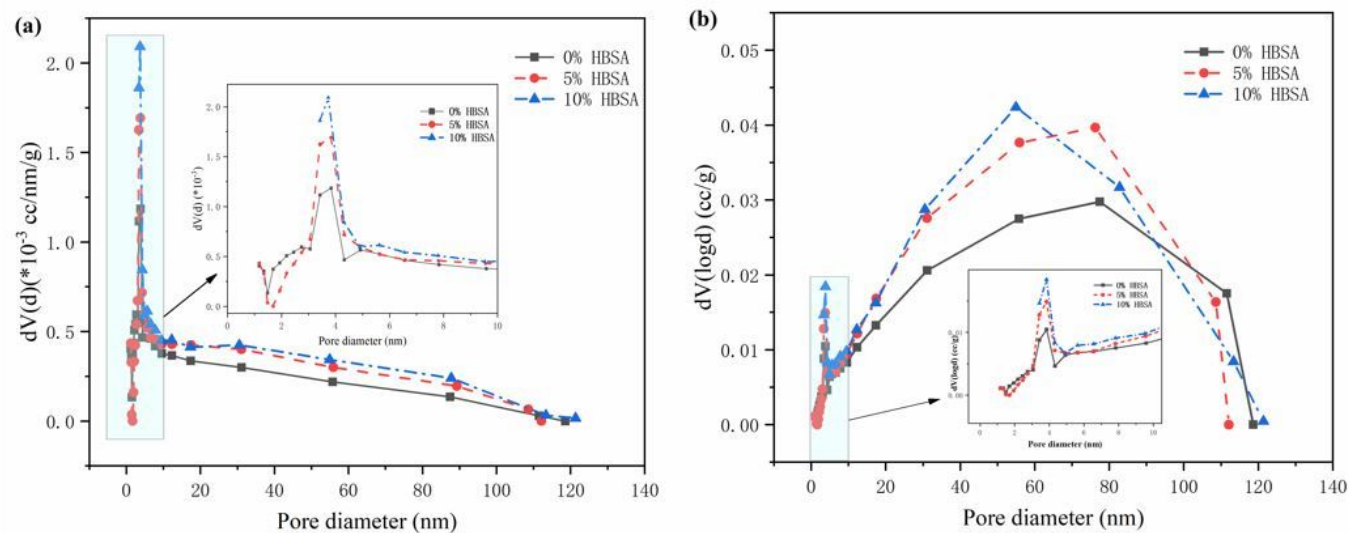 (a)
2.0
1.5
1.0
0.5
0.0
dV(d)(*10⁻³ cc/nm/g)
0 20 40 60 80 100 120 140
Pore diameter (nm)
0% HBSA
5% HBSA
10% HBSA
2.0
1.5
1.0
0.5
0.0
dV(d) (*10⁻³)
0 2 4 6 8 10
Pore diameter (nm)
0% HBSA
5% HBSA
10% HBSA
(b)
0.05
0.04
0.03
0.02
0.01
0.00
dV(logd) (cc/g)
0 20 40 60 80 100 120 140
Pore diameter (nm)
0% HBSA
5% HBSA
10% HBSA
0.01
0.00
dV(logd) (cc/g)
0 2 4 6 8 10
Pore diameter (nm)
0% HBSA
5% HBSA
10% HBSA